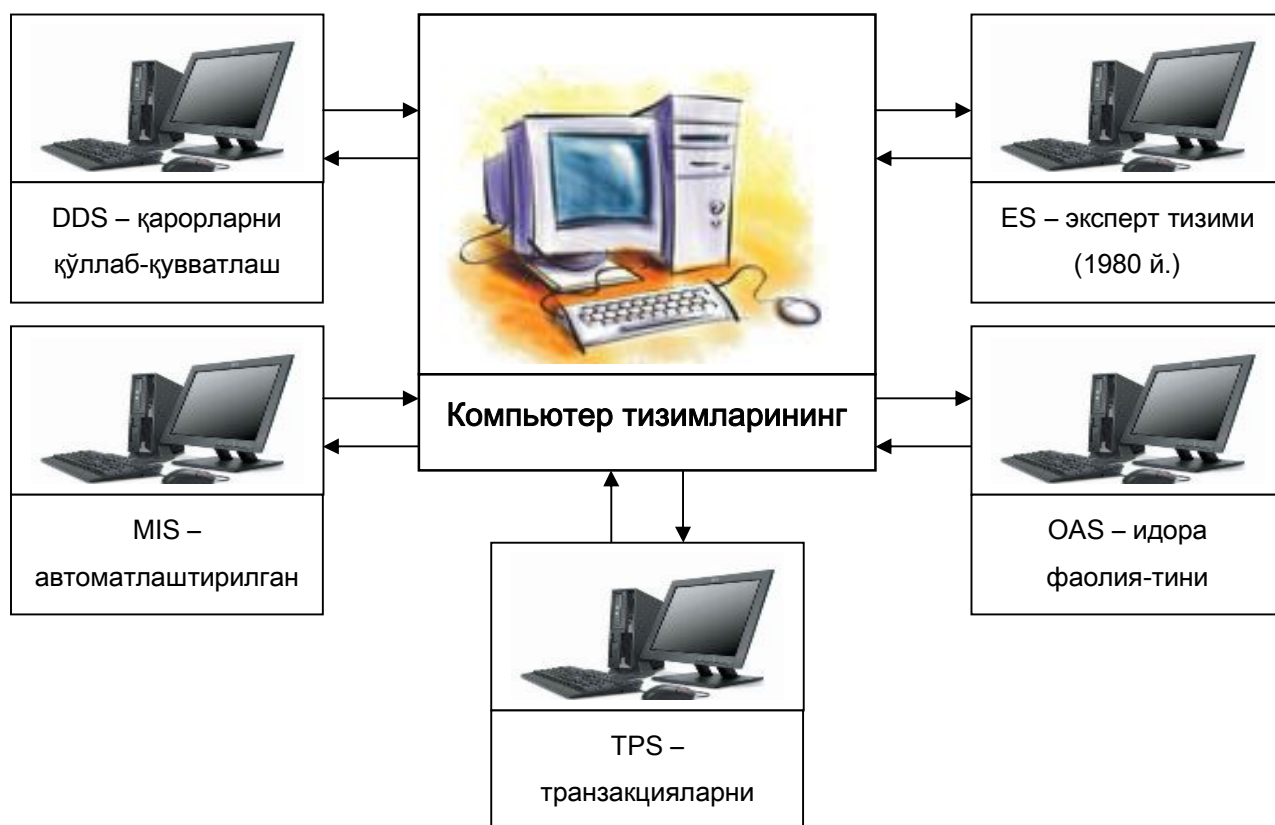 DDS – қарорларни
қўллаб-қувватлаш
ES – эксперт тизими
(1980 й.)
Компьютер тизимларининг
MIS –
автоматлаштирилган
OAS – идора
фаолия-тини
TPS –
транзакцияларни